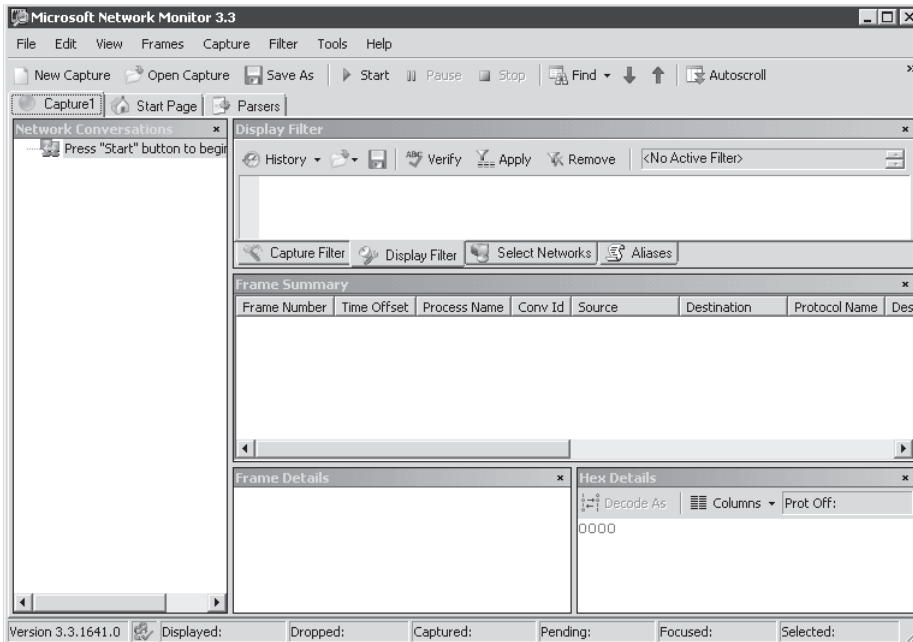 Microsoft Network Monitor 3.3
File Edit View Frames Capture Filter Tools Help
New Capture Open Capture Save As Start Pause Stop Find Autoscroll »
Capture1 Start Page Parsers
Network Conversations
Press "Start" button to begin
Display Filter
History Verify Apply Remove <No Active Filter>
Capture Filter Display Filter Select Networks Aliases
Frame Summary
Frame Number Time Offset Process Name Conv Id Source Destination Protocol Name Des
Frame Details
Hex Details
Decode As Columns Prot Off:
0000
Version 3.3.1641.0 Displayed: Dropped: Captured: Pending: Focused: Selected: